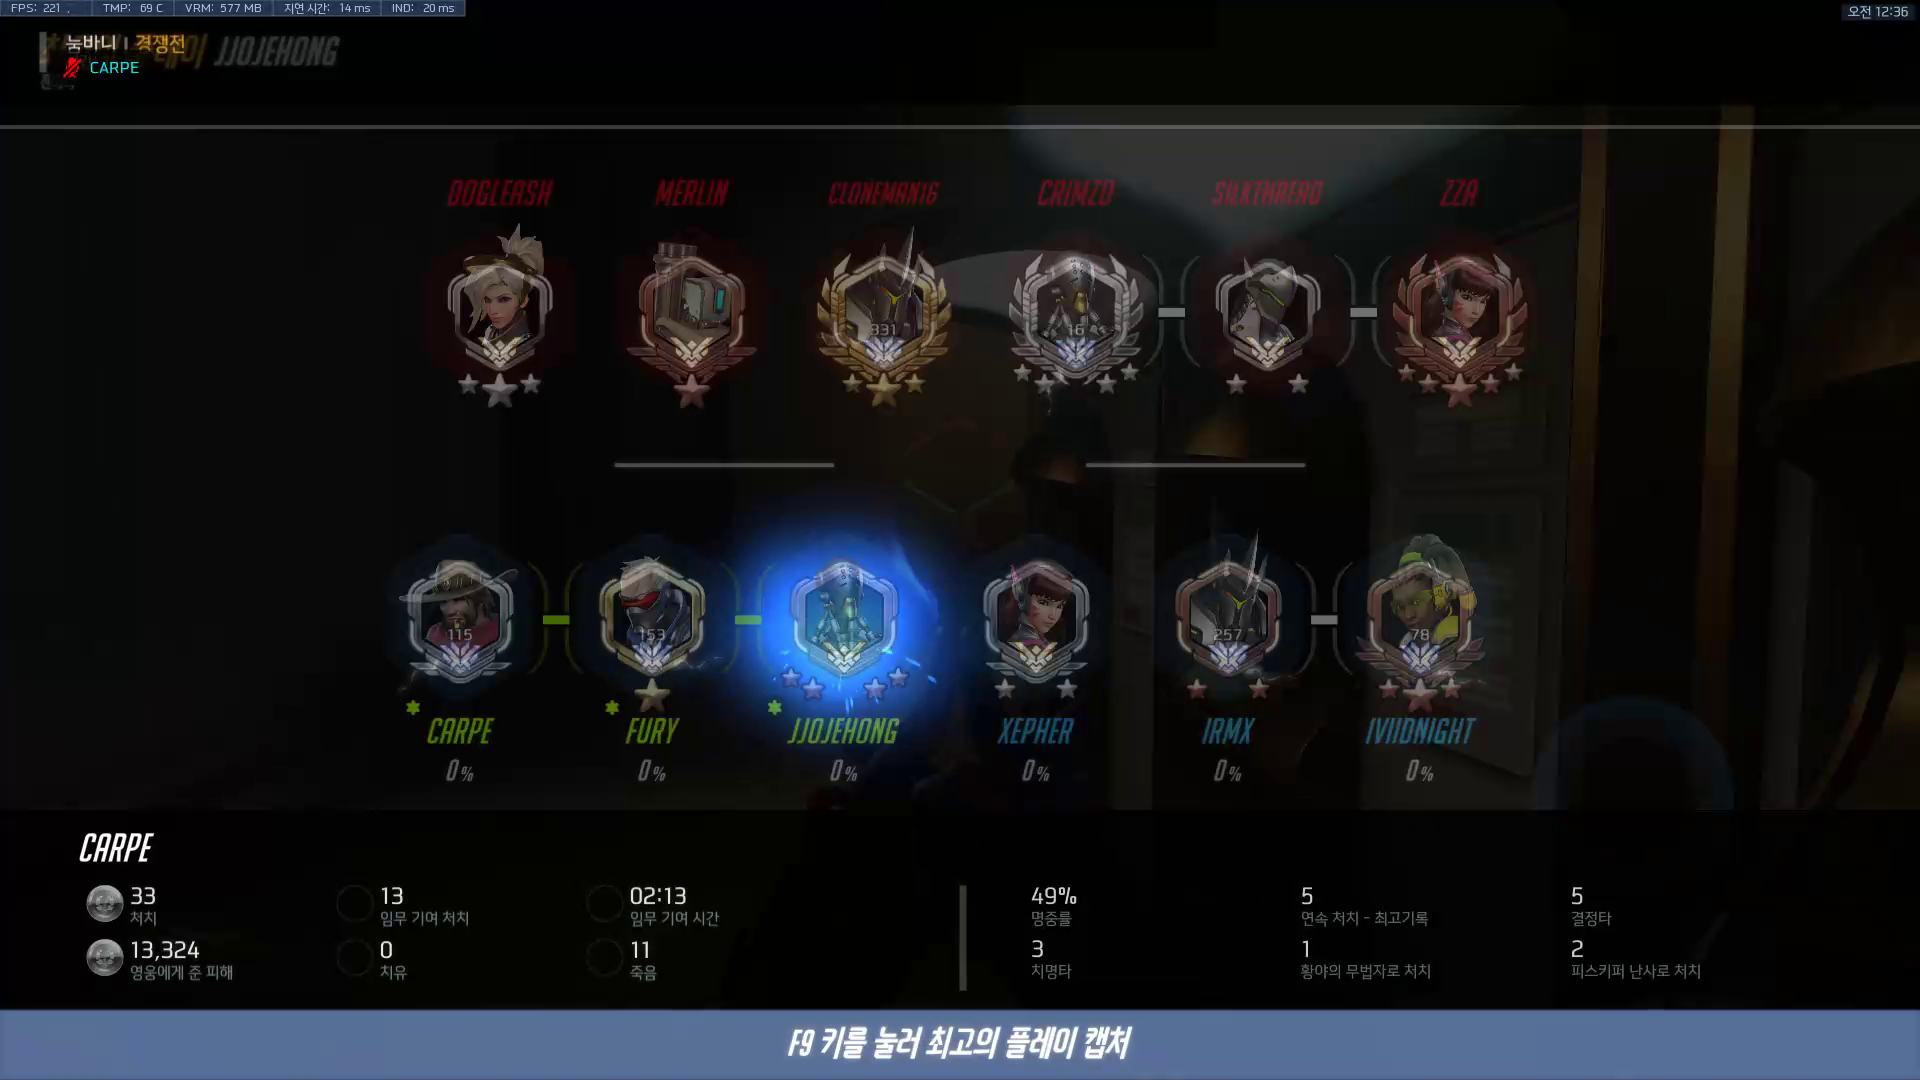 FPS: 221
TMP: 69 C
VRM: 577 MB
지연 시간: 14 ms
IND: 20 ms
오전 12:36
눔바니 | 경쟁전
JJOJEHONG
CARPE
DOGLEASH
MERLIN
CLONEMAN16
CRIMZO
SILKTHREAD
ZZA
331
16
115
153
257
78
CARPE
FURY
JJOJEHONG
XEPHER
IRMX
IVIIDNIGHT
0%
0%
0%
0%
0%
0%
CARPE
33
처치
13
임무 기여 처치
02:13
임무 기여 시간
49%
명중률
5
연속 처치 - 최고기록
5
결정타
13,324
영웅에게 준 피해
0
치유
11
죽음
3
치명타
1
황야의 무법자로 처치
2
피스키퍼 난사로 처치
F9 키를 눌러 최고의 플레이 캡처